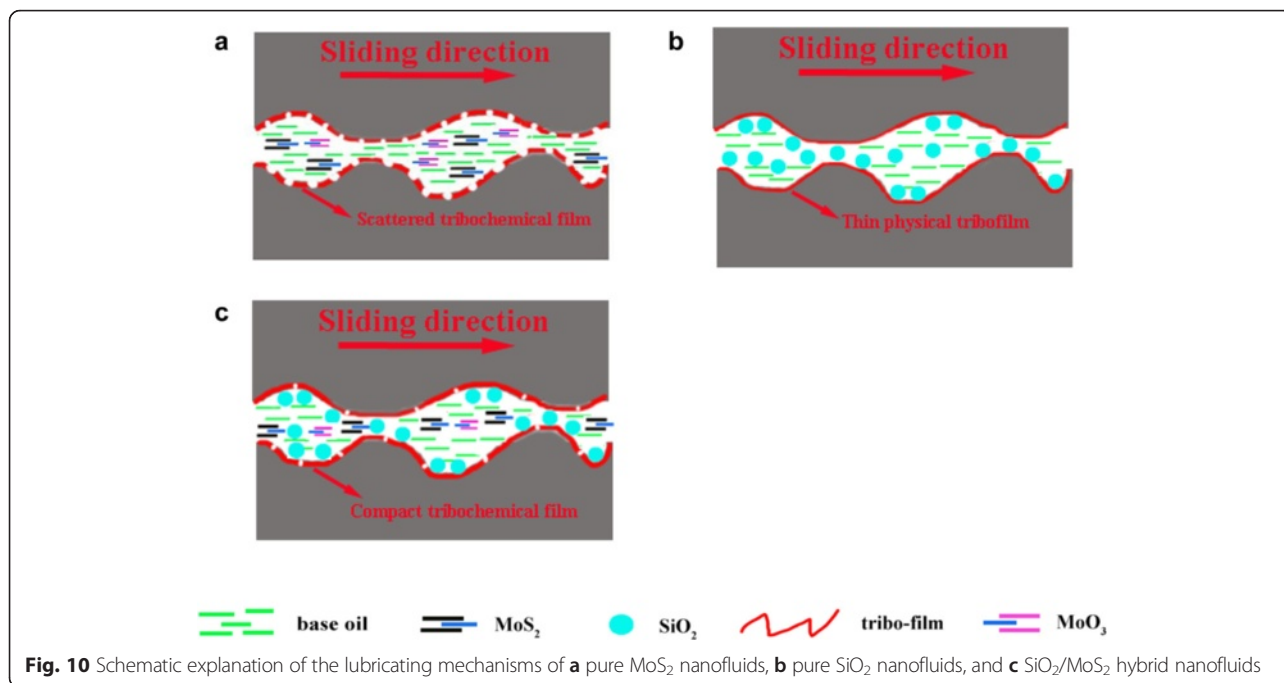 a
Sliding direction
Scattered tribochemical film
b
Sliding direction
Thin physical tribofilm
c
Sliding direction
Compact tribochemical film
base oil MoS₂ SiO₂ tribo-film MoO₃
Fig. 10 Schematic explanation of the lubricating mechanisms of a pure MoS₂ nanofluids, b pure SiO₂ nanofluids, and c SiO₂/MoS₂ hybrid nanofluids